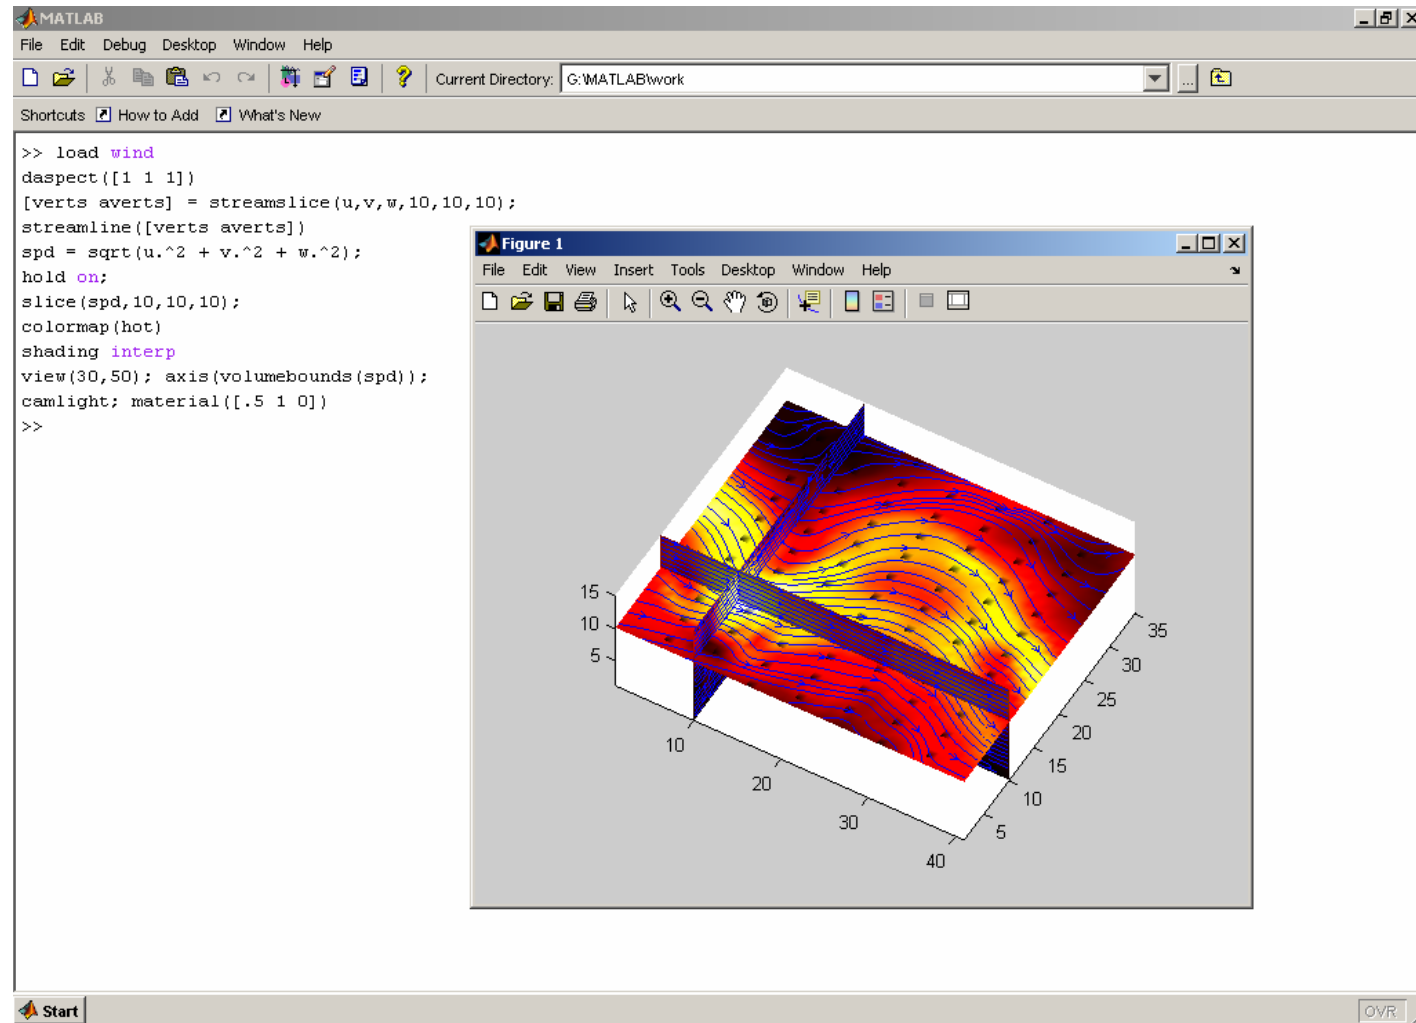 MATLAB
File Edit Debug Desktop Window Help
Current Directory: G:\MATLAB\work
...
Shortcuts How to Add What's New
>> load wind
daspect([1 1 1])
[verts averts] = streamslice(u,v,w,10,10,10);
streamline([verts averts])
spd = sqrt(u.^2 + v.^2 + w.^2);
hold on;
slice(spd,10,10,10);
colormap(hot)
shading interp
view(30,50); axis(volumebounds(spd));
camlight; material([.5 1 0])
>>
Figure 1
File Edit View Insert Tools Desktop Window Help
15
10
5
10
20
30
40
5
10
15
20
25
30
35
Start
OVR